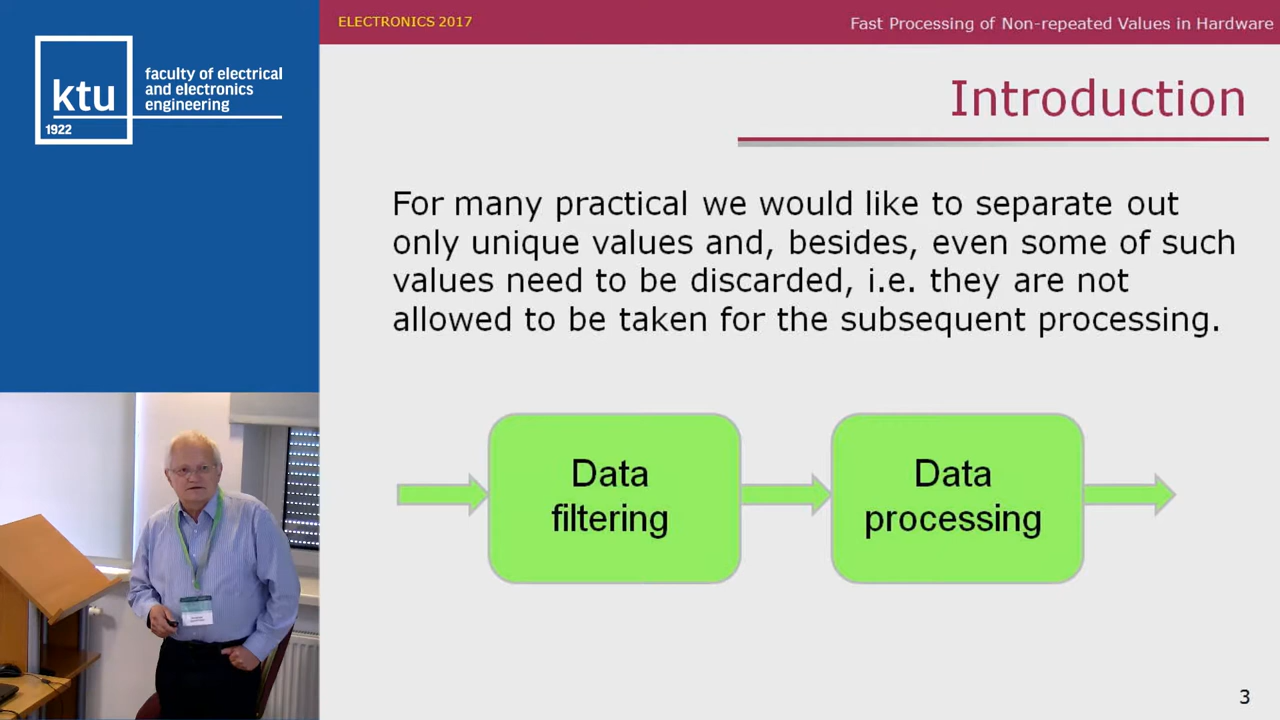 ELECTRONICS 2017
Fast Processing of Non-repeated Values in Hardware
ktu
1922
faculty of electrical
and electronics
engineering
Introduction
For many practical we would like to separate out
only unique values and, besides, even some of such
values need to be discarded, i.e. they are not
allowed to be taken for the subsequent processing.
Data
filtering
Data
processing
3